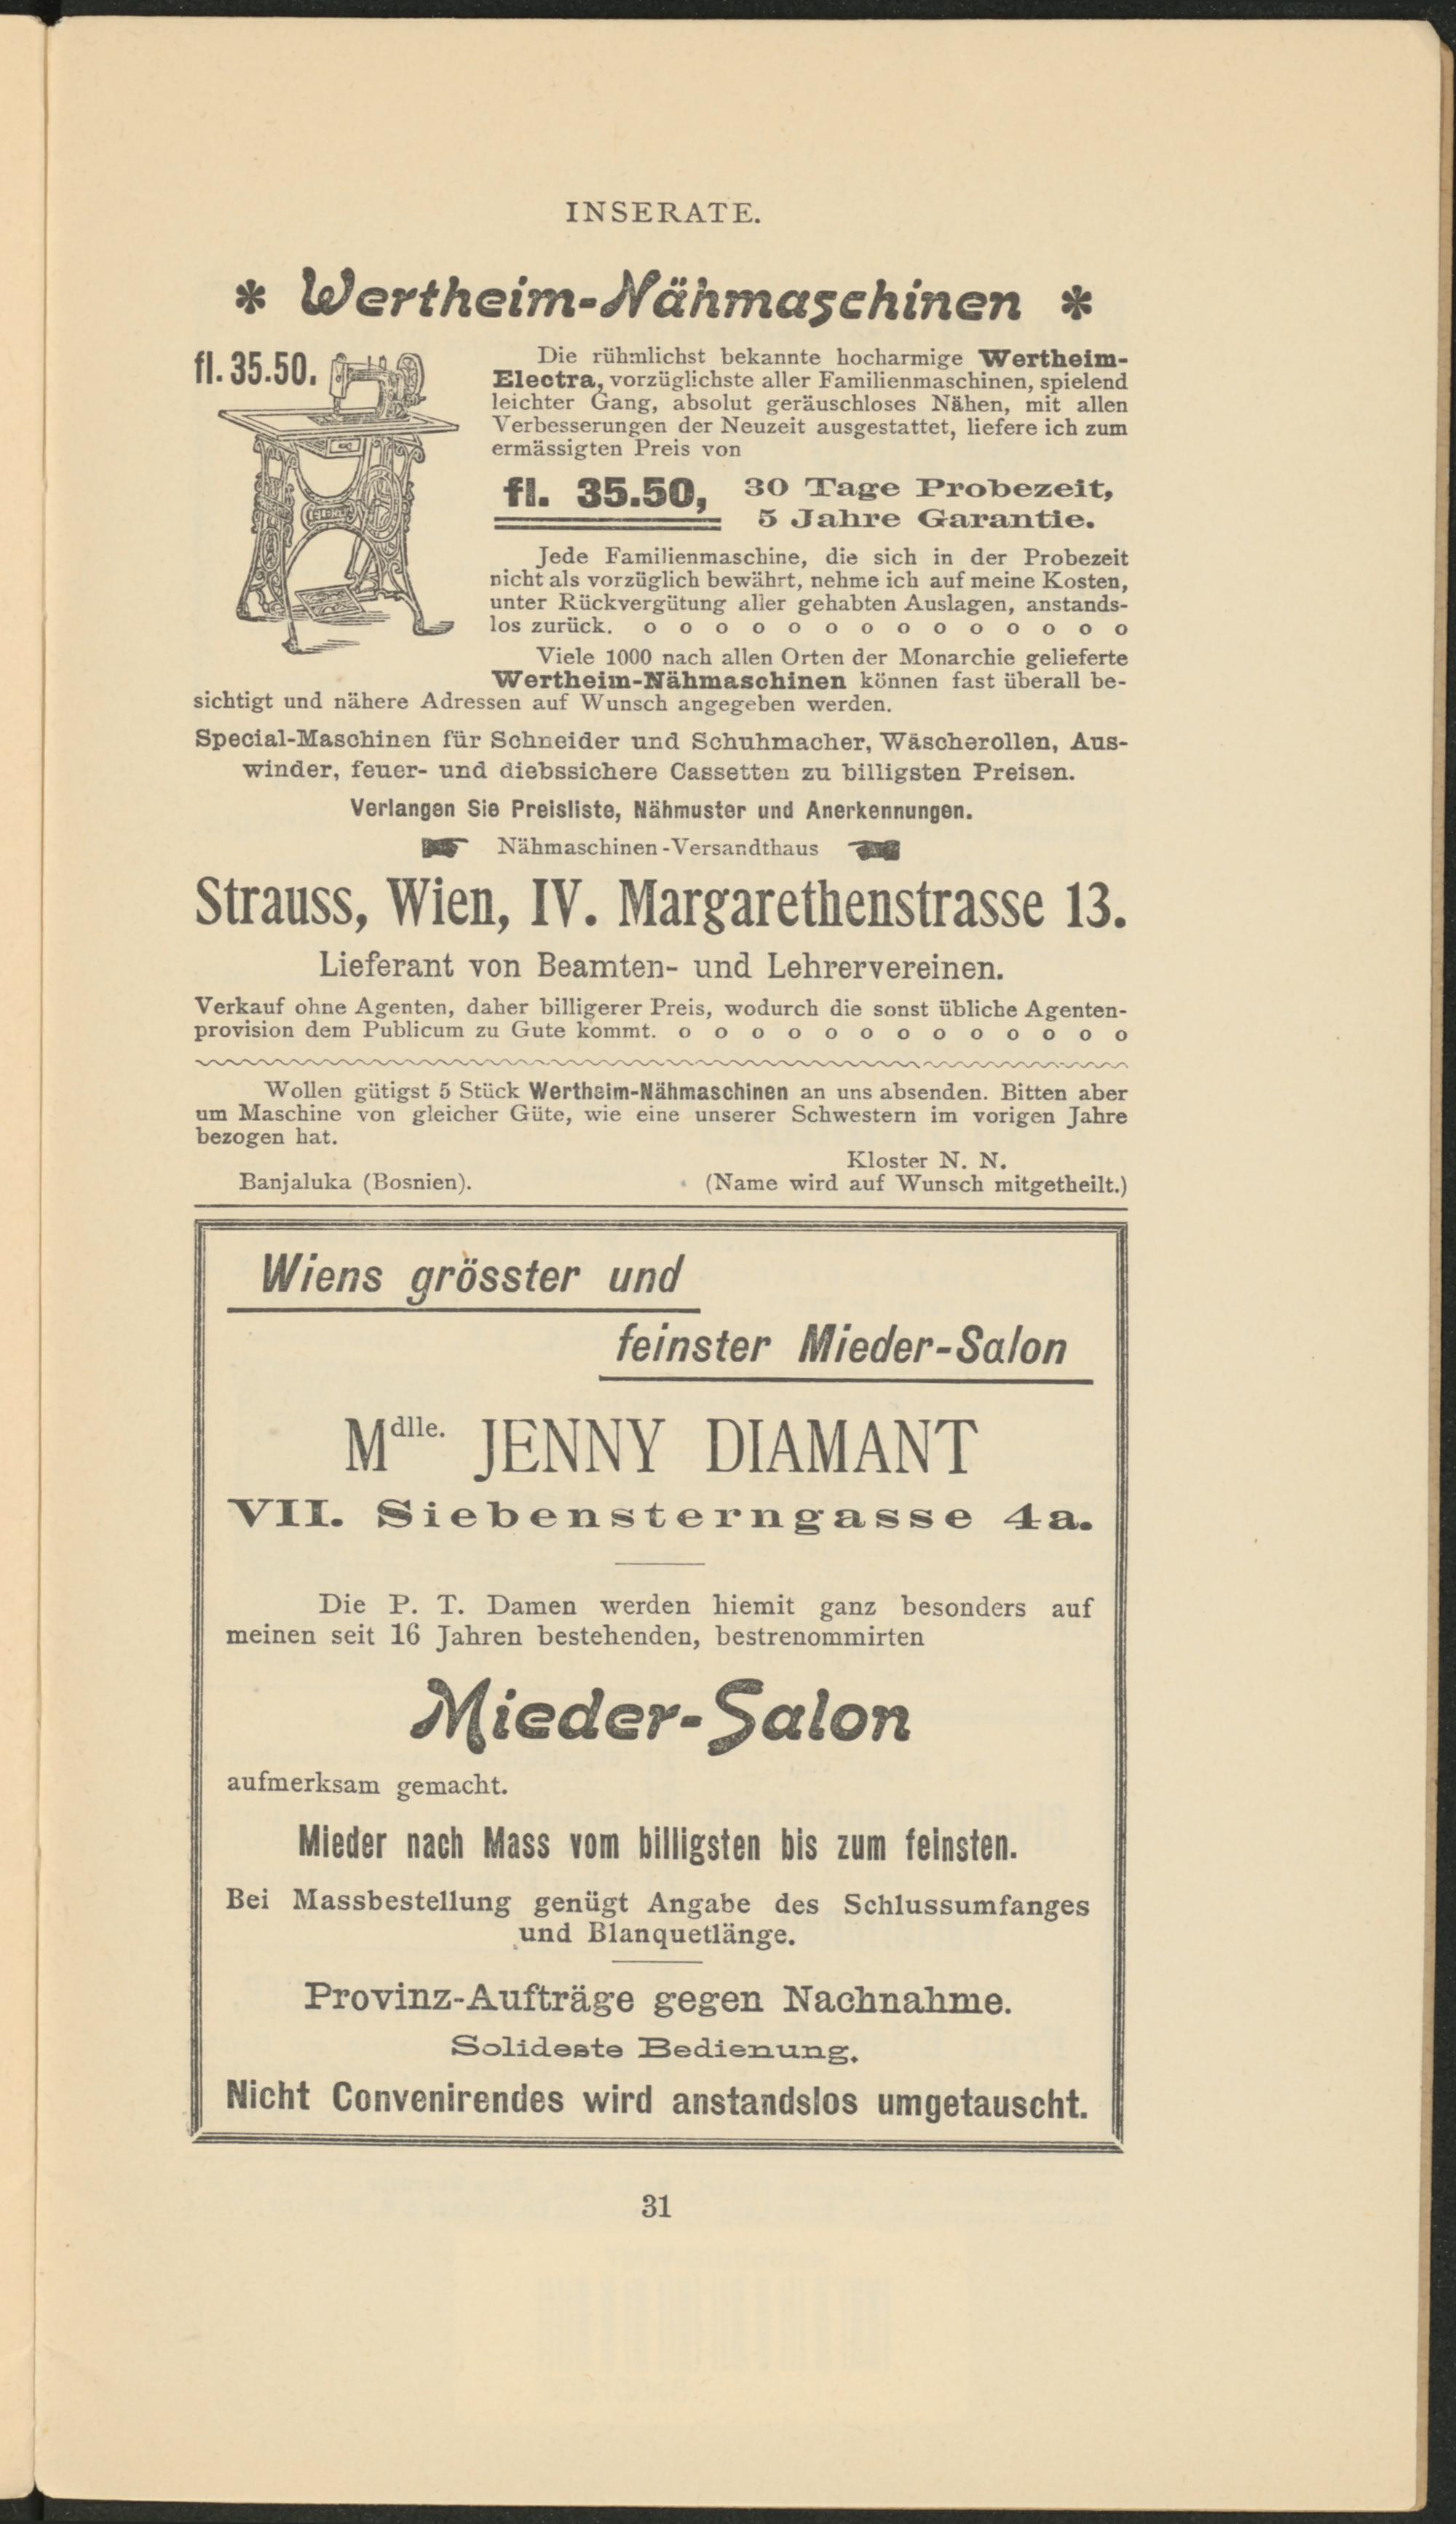 INSERATE.
* Wertheim-Nähmaschinen *
fl. 35.50.
Die rühmlichst bekannte hocharmige Wertheim-
Electra, vorzüglichste aller Familienmaschinen, spielend
leichter Gang, absolut geräuschloses Nähen, mit allen
Verbesserungen der Neuzeit ausgestattet, liefere ich zum
ermässigten Preis von
fl. 35.50, 30 Tage Probezeit,
5 Jahre Garantie.
Jede Familienmaschine, die sich in der Probezeit
nicht als vorzüglich bewährt, nehme ich auf meine Kosten,
unter Rückvergütung aller gehabten Auslagen, anstands-
los zurück. o o o o o o o o o o o o o o
Viele 1000 nach allen Orten der Monarchie gelieferte
Wertheim-Nähmaschinen können fast überall be-
sichtigt und nähere Adressen auf Wunsch angegeben werden.
Special-Maschinen für Schneider und Schuhmacher, Wäscherollen, Aus-
winder, feuer- und diebssichere Cassetten zu billigsten Preisen.
Verlangen Sie Preisliste, Nähmuster und Anerkennungen.
Nähmaschinen-Versandthaus
Strauss, Wien, IV. Margarethenstrasse 13.
Lieferant von Beamten- und Lehrervereinen.
Verkauf ohne Agenten, daher billigerer Preis, wodurch die sonst übliche Agenten-
provision dem Publicum zu Gute kommt. o o o o o o o o o o o o o
Wollen gütigst 5 Stück Wertheim-Nähmaschinen an uns absenden. Bitten aber
um Maschine von gleicher Güte, wie eine unserer Schwestern im vorigen Jahre
bezogen hat.
Kloster N. N.
Banjaluka (Bosnien). (Name wird auf Wunsch mitgetheilt.)
Wiens grösster und
feinster Mieder-Salon
Mdlle. JENNY DIAMANT
VII. Siebensterngasse 4a.
Die P. T. Damen werden hiemit ganz besonders auf
meinen seit 16 Jahren bestehenden, bestrenommirten
Mieder-Salon
aufmerksam gemacht.
Mieder nach Mass vom billigsten bis zum feinsten.
Bei Massbestellung genügt Angabe des Schlussumfanges
und Blanquetlänge.
Provinz-Aufträge gegen Nachnahme.
Solideste Bedienung.
Nicht Convenirendes wird anstandslos umgetauscht.
31